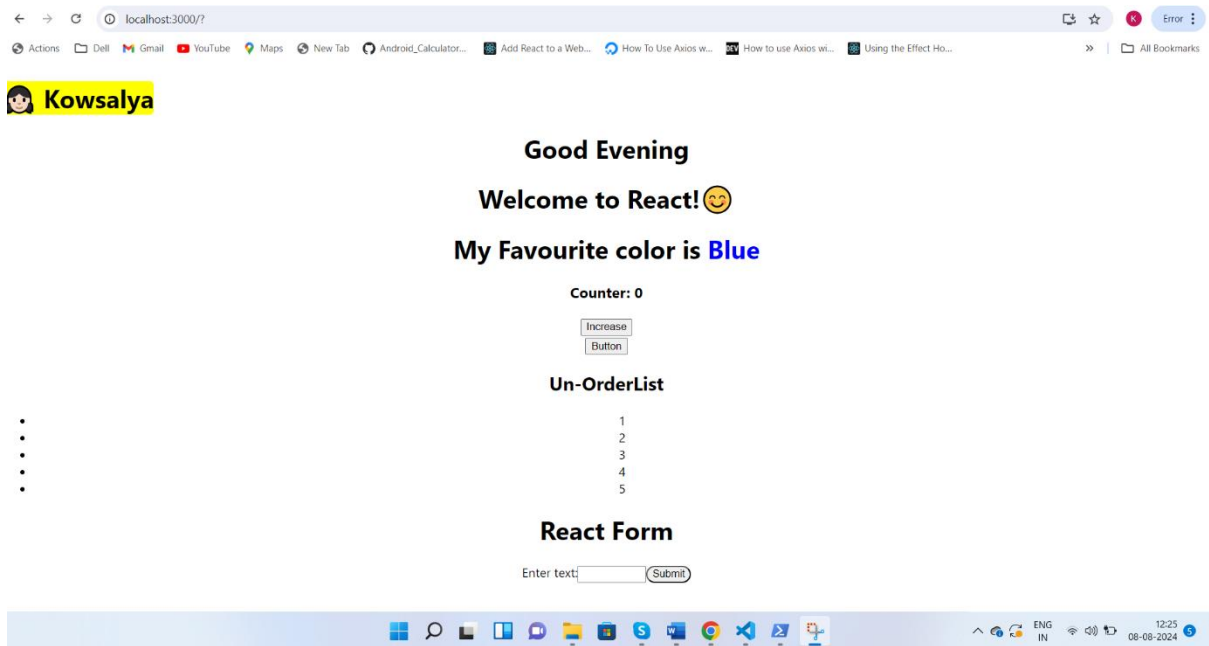 localhost:3000/?
K
Error
Actions Dell Gmail YouTube Maps New Tab Android_Calculator... Add React to a Web... How To Use Axios w... DEV How to use Axios wi... Using the Effect Ho... » All Bookmarks
Kowsalya
Good Evening
Welcome to React!😊
My Favourite color is Blue
Counter: 0
Increase
Button
Un-OrderList
1
2
3
4
5
React Form
Enter text: Submit
ENG
IN
12:25
08-08-2024
5